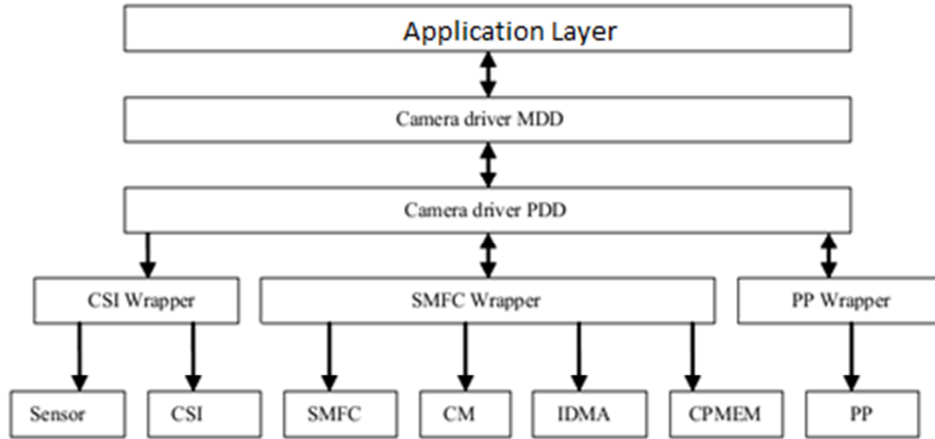 Application Layer
Camera driver MDD
Camera driver PDD
CSI Wrapper
SMFC Wrapper
PP Wrapper
Sensor
CSI
SMFC
CM
IDMA
CPMEM
PP